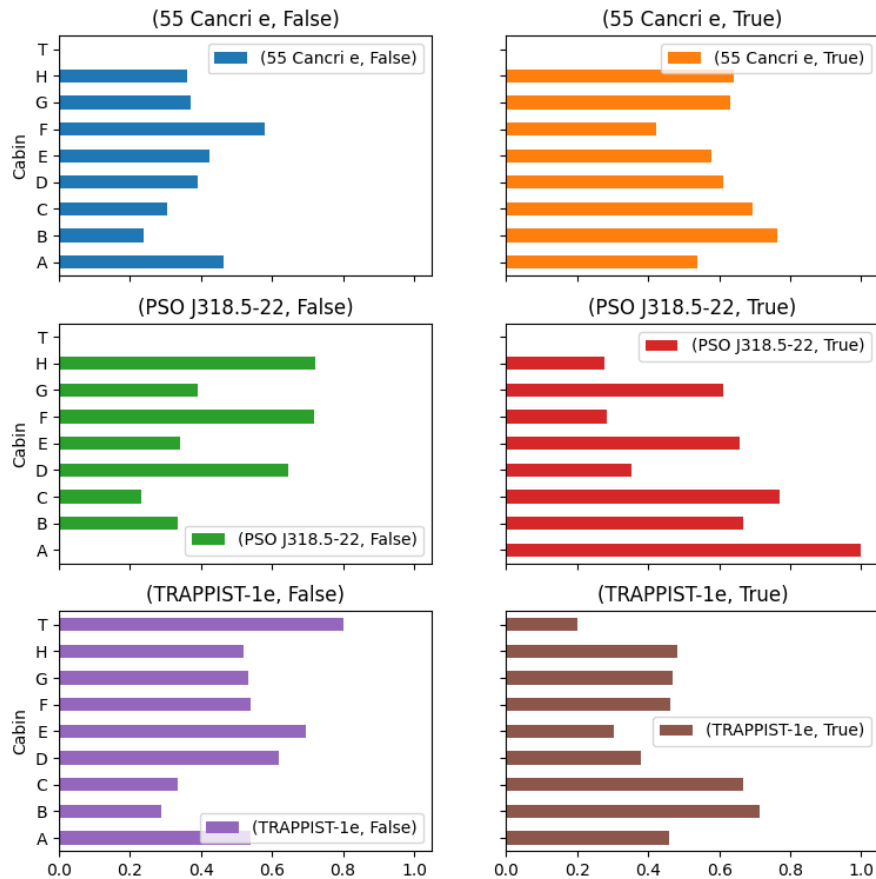 (55 Cancri e, False)
(55 Cancri e, True)
T
H
G
F
E
D
C
B
A
Cabin
(55 Cancri e, False)
(55 Cancri e, True)
(PSO J318.5-22, False)
(PSO J318.5-22, True)
T
H
G
F
E
D
C
B
A
Cabin
(PSO J318.5-22, False)
(PSO J318.5-22, True)
(TRAPPIST-1e, False)
(TRAPPIST-1e, True)
T
H
G
F
E
D
C
B
A
Cabin
(TRAPPIST-1e, False)
(TRAPPIST-1e, True)
0.0 0.2 0.4 0.6 0.8 1.0
0.0 0.2 0.4 0.6 0.8 1.0